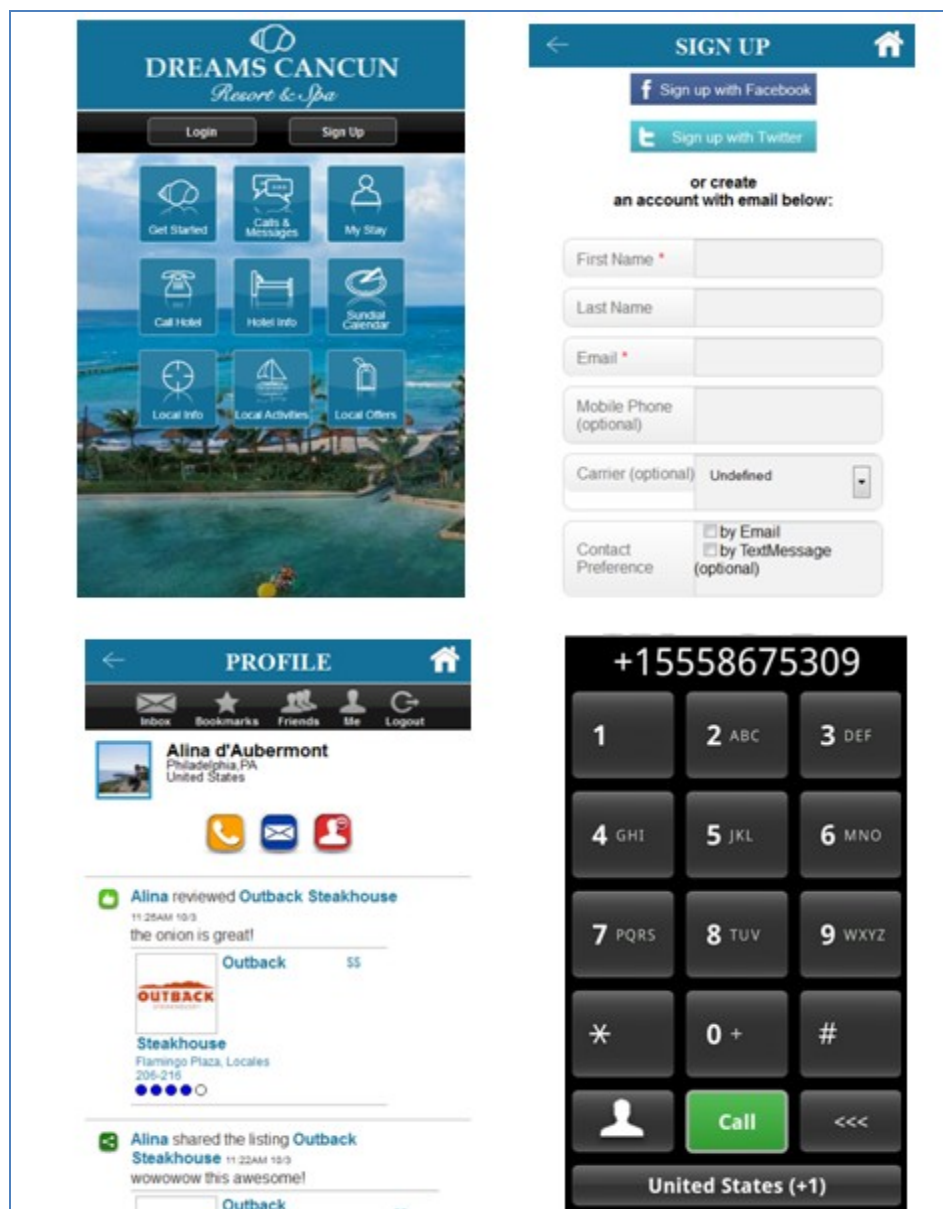 DREAMS CANCUN
Resort & Spa
Login Sign Up
Get Started Calls & Messages My Stay
Call Hotel Hotel Info Sundial Calendar
Local Info Local Activities Local Offers
SIGN UP
f Sign up with Facebook
t Sign up with Twitter
or create
an account with email below:
First Name *
Last Name
Email *
Mobile Phone
(optional)
Carrier (optional) Undefined
Contact
Preference
by Email
by TextMessage
(optional)
PROFILE
Inbox Bookmarks Friends Me Logout
Alina d'Aubermont
Philadelphia,PA
United States
Alina reviewed Outback Steakhouse
11:26AM 10/3
the onion is great!
Outback $$
OUTBACK
Steakhouse
Flamingo Plaza, Locales
206-216
Alina shared the listing Outback
Steakhouse 11:22AM 10/3
wowowow this awesome!
Outback
+15558675309
1 2 ABC 3 DEF
4 GHI 5 JKL 6 MNO
7 PQRS 8 TUV 9 WXYZ
* 0 + #
Call <<<
United States (+1)